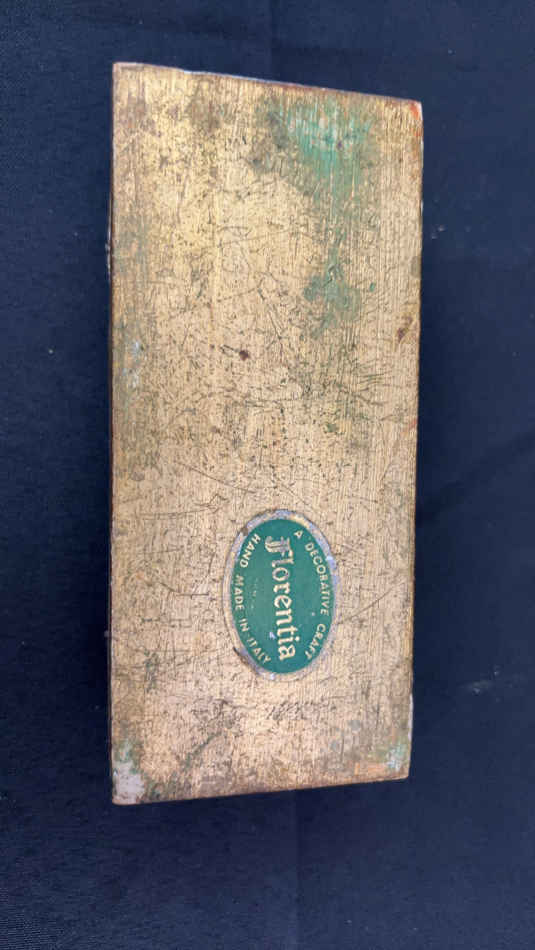 A DECORATIVE CRAFT
Florentia
HAND MADE IN ITALY